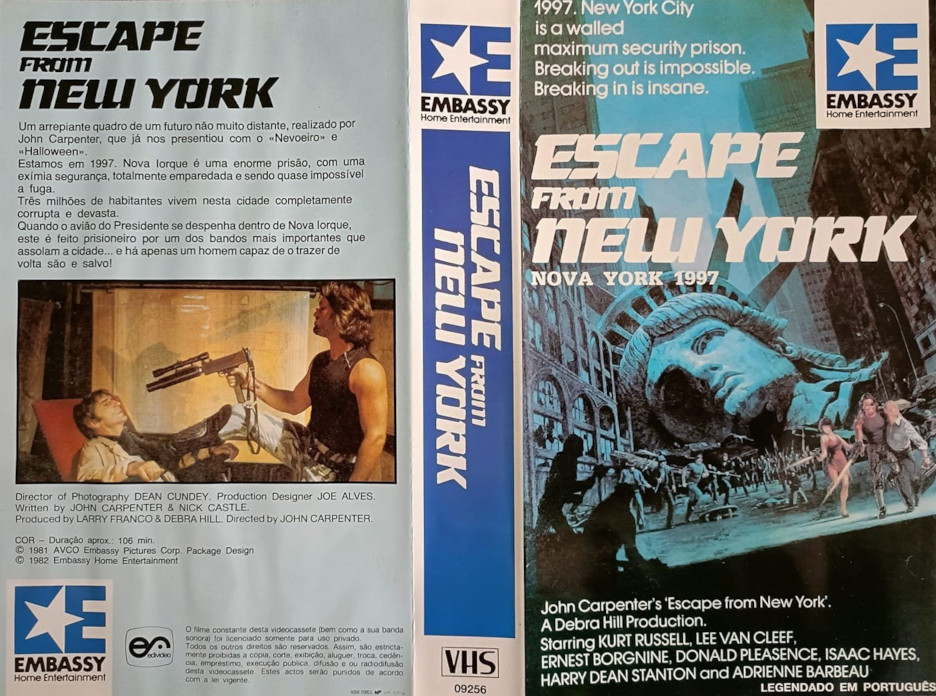 ESCAPE
FROM
NEW YORK
Um arrepiante quadro de um futuro não muito distante, realizado por
John Carpenter, que já nos presentiou com o «Nevoeiro» e
«Halloween».
Estamos em 1997. Nova Iorque é uma enorme prisão, com uma
exímia segurança, totalmente emparedada e sendo quase impossível
a fuga.
Três milhões de habitantes vivem nesta cidade completamente
corrupta e devasta.
Quando o avião do Presidente se despenha dentro de Nova Iorque,
este é feito prisioneiro por um dos bandos mais importantes que
assolam a cidade... e há apenas um homem capaz de o trazer de
volta são e salvo!
Director of Photography DEAN CUNDEY. Production Designer JOE ALVES.
Written by JOHN CARPENTER & NICK CASTLE.
Produced by LARRY FRANCO & DEBRA HILL. Directed by JOHN CARPENTER.
COR – Duração aprox.: 106 min.
© 1981 AVCO Embassy Pictures Corp. Package Design
© 1982 Embassy Home Entertainment
E
EMBASSY
Home Entertainment
edivideo
O filme constante desta videocassete (bem como a sua banda
sonora) foi licenciado somente para uso privado.
Todos os outros direitos são reservados. Assim, são estricta-
mente proibidas a cópia, corte, exibição, aluguer, troca, cedên-
cia, emprestimo, execução publica, difusão e ou radiodifusão
desta videocassete. Estes actos serão punidos de acordo
com a lei vigente.
E
EMBASSY
Home Entertainment
ESCAPE FROM
NEW YORK
VHS
09256
1997. New York City
is a walled
maximum security prison.
Breaking out is impossible.
Breaking in is insane.
E
EMBASSY
Home Entertainment
ESCAPE
FROM
NEW YORK
NOVA YORK 1997
John Carpenter's 'Escape from New York'.
A Debra Hill Production.
Starring KURT RUSSELL, LEE VAN CLEEF,
ERNEST BORGNINE, DONALD PLEASENCE, ISAAC HAYES,
HARRY DEAN STANTON and ADRIENNE BARBEAU
LEGENDADO EM PORTUGUÊS